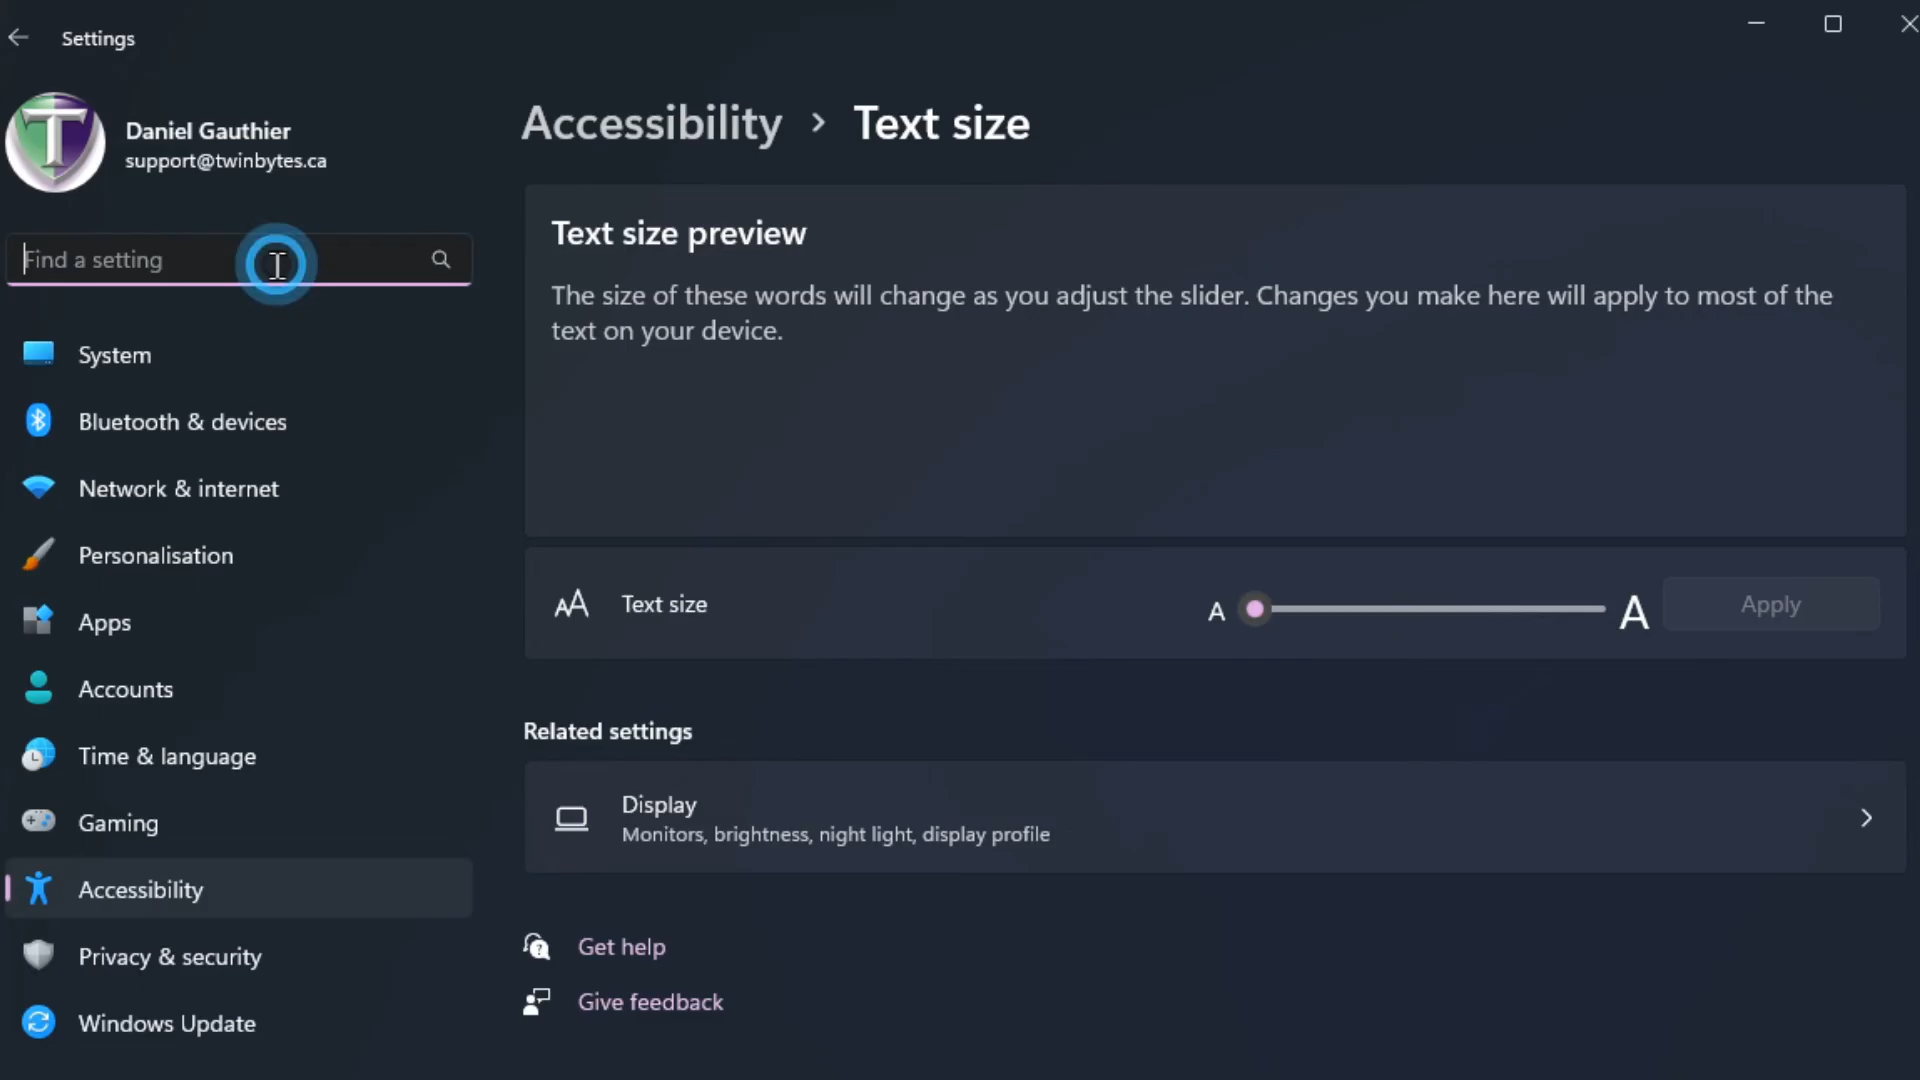 Settings
Daniel Gauthier
support@twinbytes.ca
Find a setting
System
Bluetooth & devices
Network & internet
Personalisation
Apps
Accounts
Time & language
Gaming
Accessibility
Privacy & security
Windows Update
Accessibility > Text size
Text size preview
The size of these words will change as you adjust the slider. Changes you make here will apply to most of the
text on your device.
Text size
A
A
Apply
Related settings
Display
Monitors, brightness, night light, display profile
Get help
Give feedback